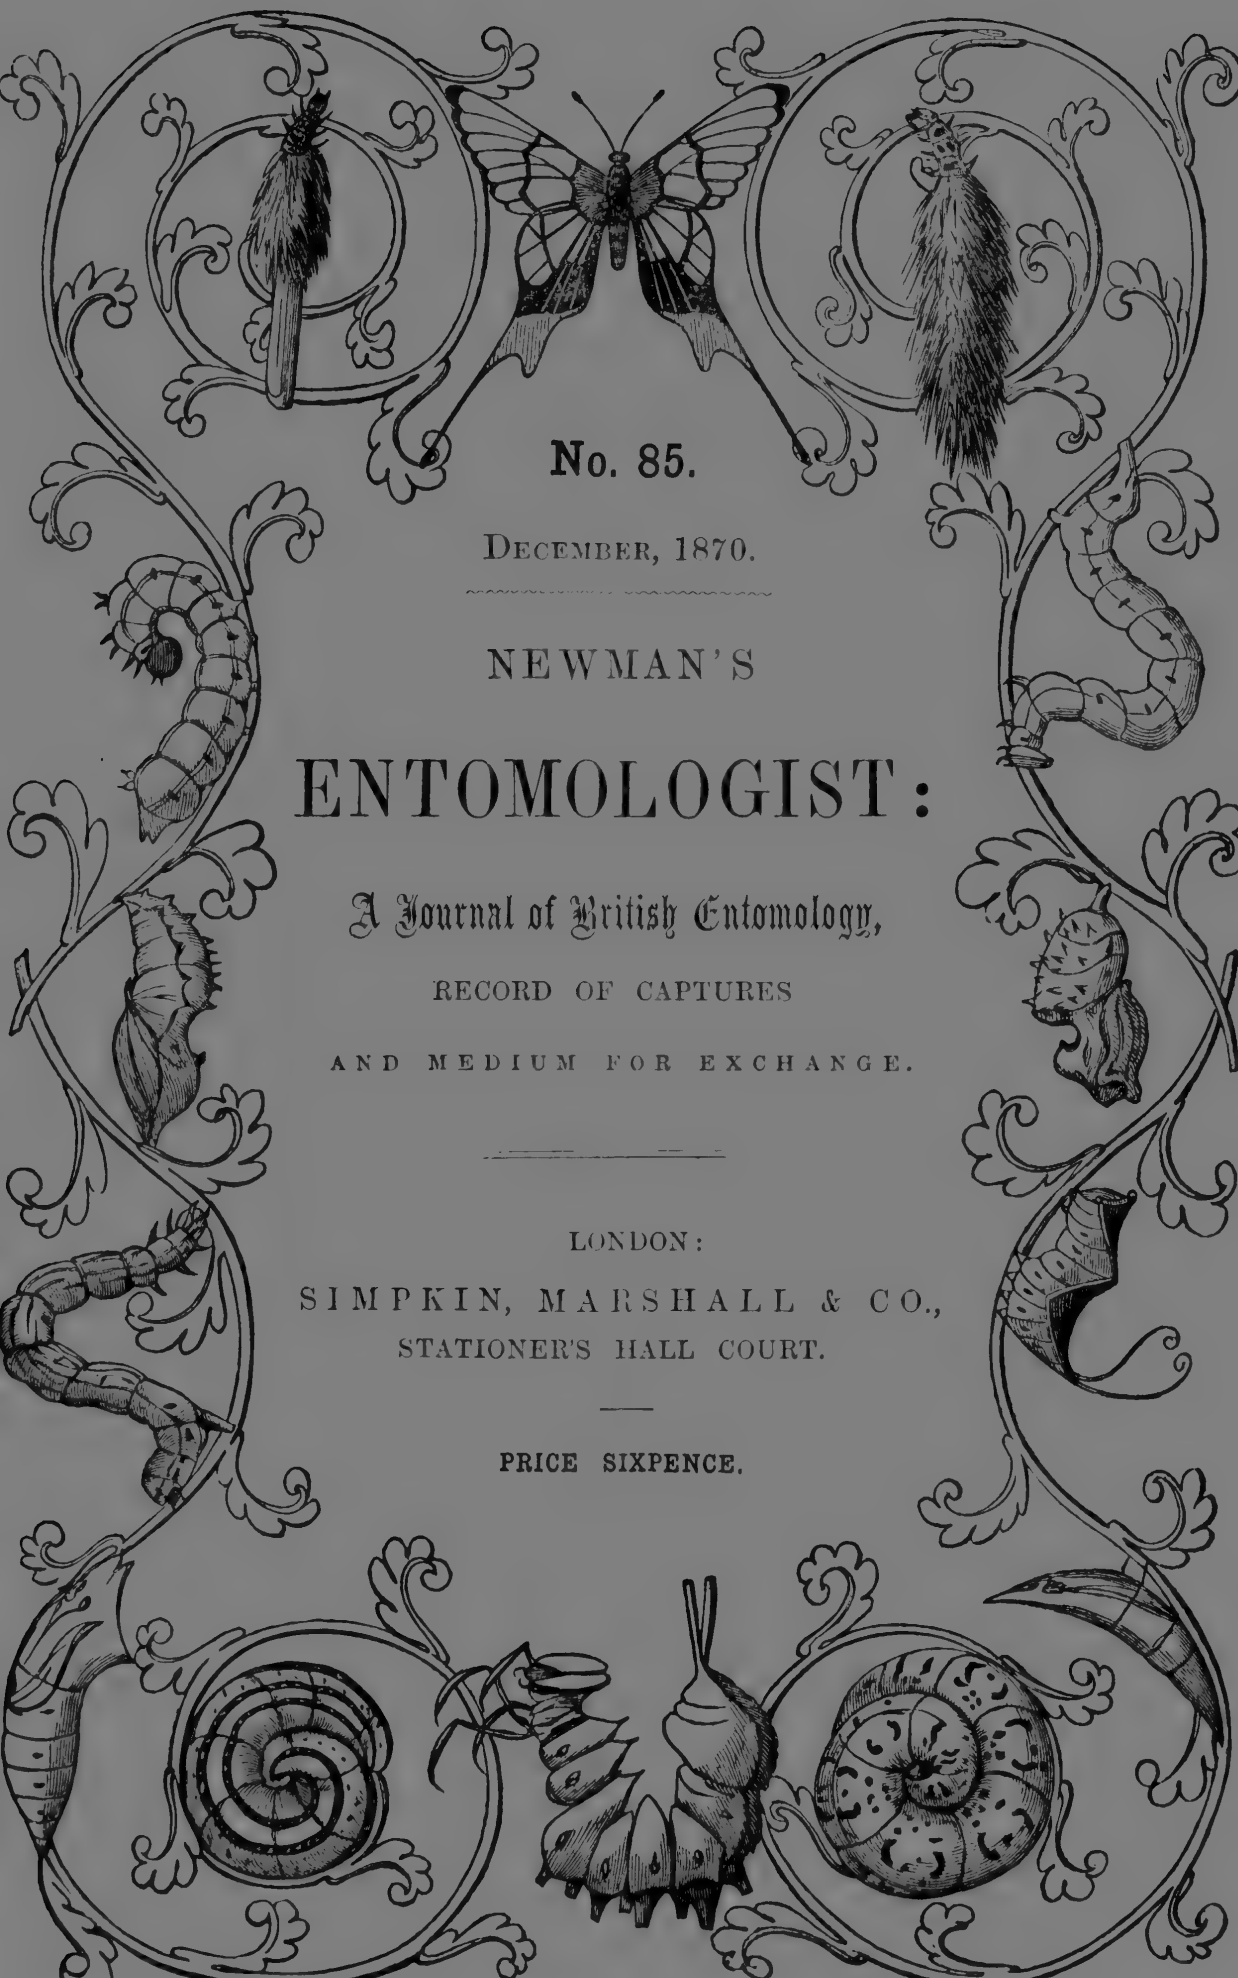 No. 85.
December, 1870.
NEWMAN'S
ENTOMOLOGIST:
A Journal of British Entomology,
RECORD OF CAPTURES
AND MEDIUM FOR EXCHANGE.
LONDON:
SIMPKIN, MARSHALL & CO.,
STATIONER'S HALL COURT.
PRICE SIXPENCE.